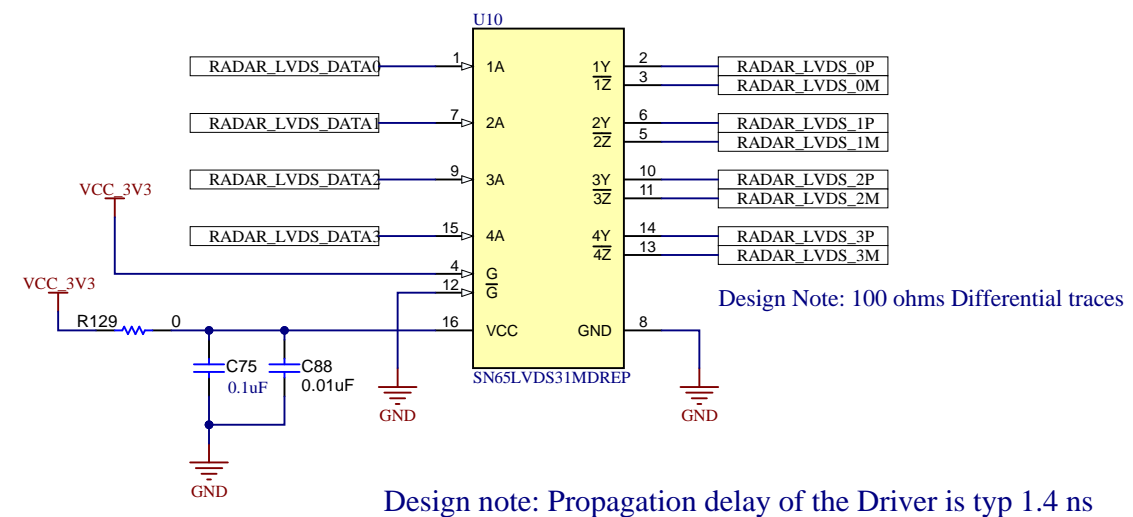 U10
RADAR_LVDS_DATA0 1 1A 1Y 2 RADAR_LVDS_0P
1Z 3 RADAR_LVDS_0M
RADAR_LVDS_DATA1 7 2A 2Y 6 RADAR_LVDS_1P
2Z 5 RADAR_LVDS_1M
RADAR_LVDS_DATA2 9 3A 3Y 10 RADAR_LVDS_2P
VCC_3V3 3Z 11 RADAR_LVDS_2M
RADAR_LVDS_DATA3 15 4A 4Y 14 RADAR_LVDS_3P
4Z 13 RADAR_LVDS_3M
4 G
VCC_3V3 12 G Design Note: 100 ohms Differential traces
R129 0 16 VCC GND 8
C75 C88
0.1uF 0.01uF SN65LVDS31MDREP
GND GND
GND
Design note: Propagation delay of the Driver is typ 1.4 ns